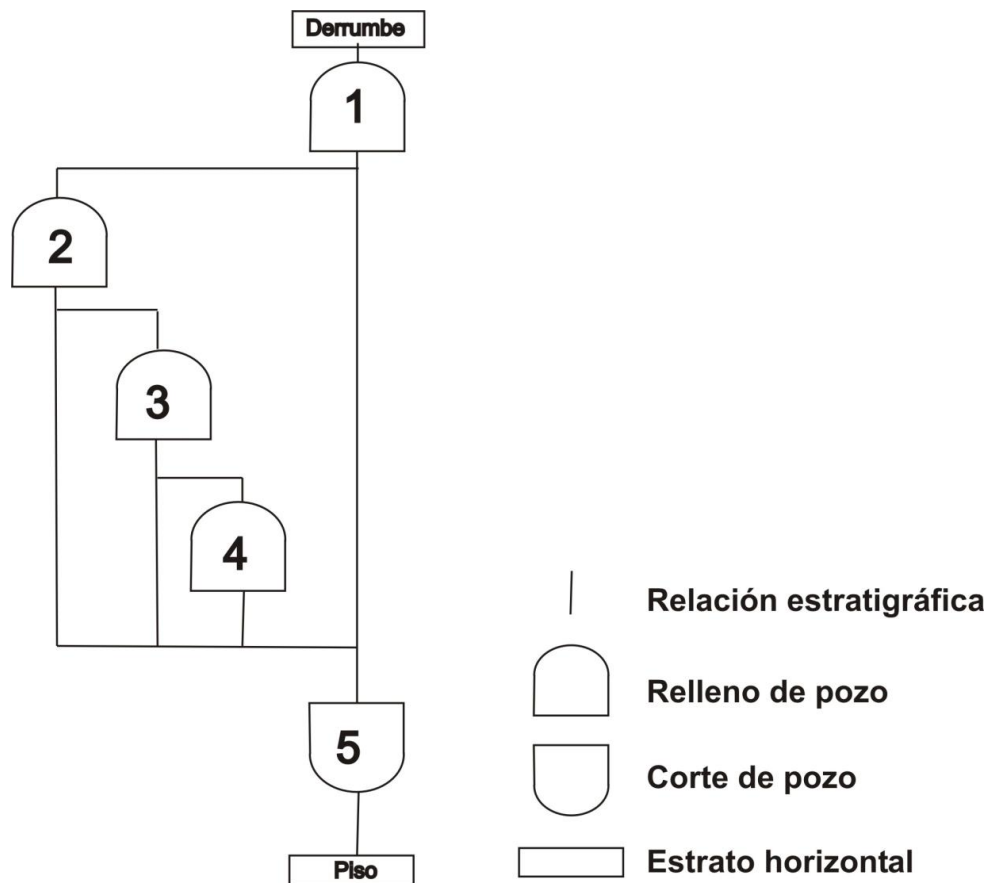 Derrumbe
1
2
3
4
5
Piso
Relación estratigráfica
Relleno de pozo
Corte de pozo
Estrato horizontal